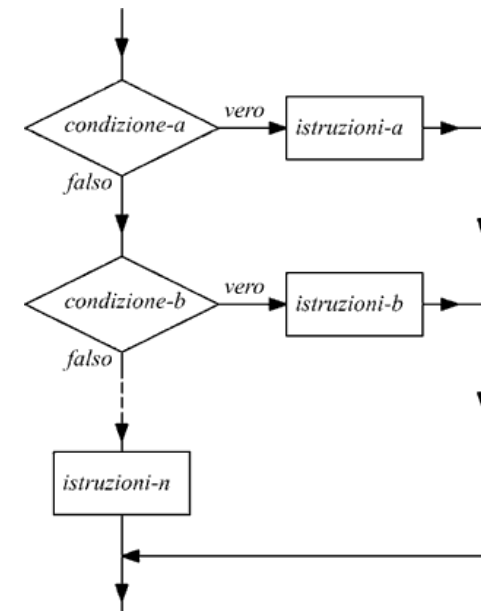 condizione-a
vero
istruzioni-a
falso
condizione-b
vero
istruzioni-b
falso
istruzioni-n